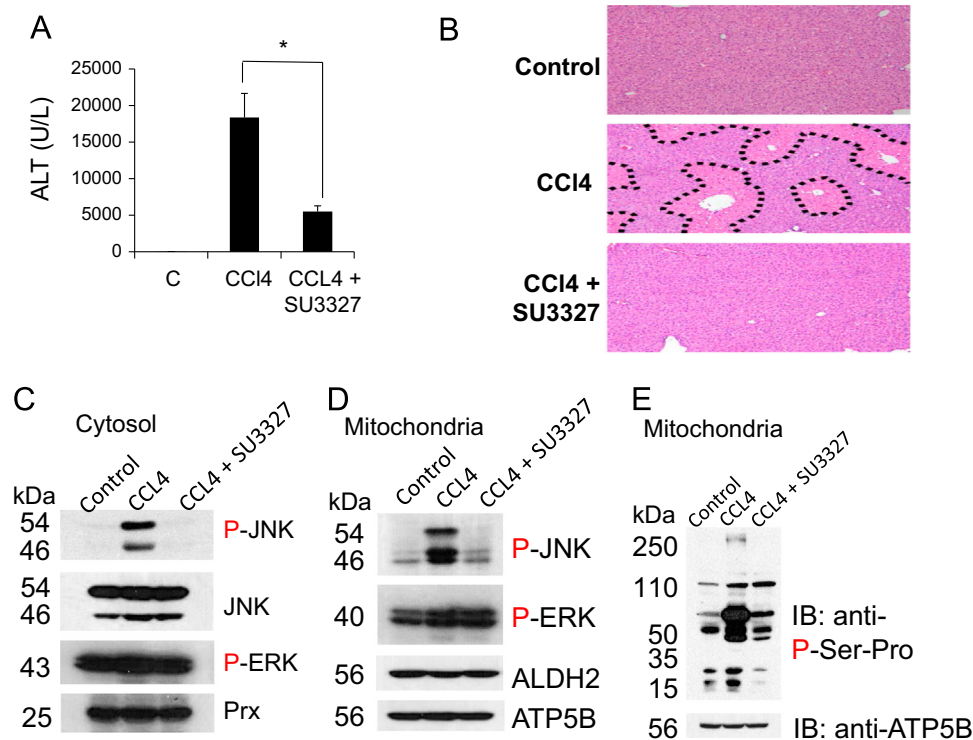 A
ALT (U/L)
25000
20000
15000
10000
5000
0
*
C
CCl4
CCL4 +
SU3327
B
Control
CCl4
CCl4 +
SU3327
C
Cytosol
Control
CCL4
CCL4 + SU3327
kDa
54
46
P-JNK
54
46
JNK
43
P-ERK
25
Prx
D
Mitochondria
Control
CCL4
CCL4 + SU3327
kDa
54
46
P-JNK
40
P-ERK
56
ALDH2
56
ATP5B
E
Mitochondria
Control
CCL4
CCL4 + SU3327
kDa
250
110
50
35
15
IB: anti-
P-Ser-Pro
56
IB: anti-ATP5B